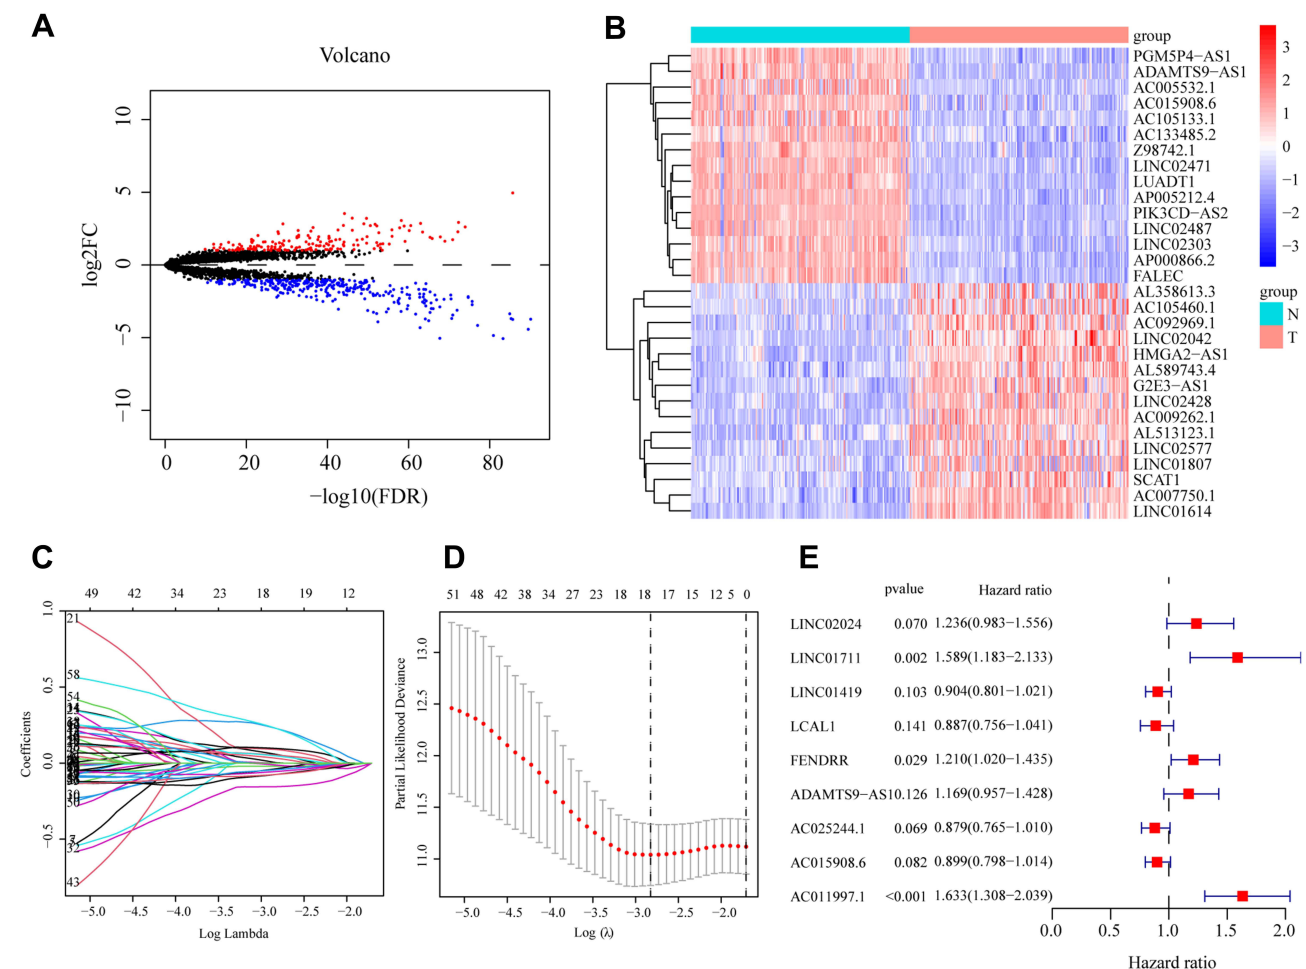 A
Volcano
log2FC
10
5
0
−5
−10
0 20 40 60 80
−log10(FDR)
B
group
PGM5P4−AS1
ADAMTS9−AS1
AC005532.1
AC015908.6
AC105133.1
AC133485.2
Z98742.1
LINC02471
LUADT1
AP005212.4
PIK3CD−AS2
LINC02487
LINC02303
AP000866.2
FALEC
AL358613.3
AC105460.1
AC092969.1
LINC02042
HMGA2−AS1
AL589743.4
G2E3−AS1
LINC02428
AC009262.1
AL513123.1
LINC02577
LINC01807
SCAT1
AC007750.1
LINC01614
3
2
1
0
−1
−2
−3
group
N
T
C
49 42 34 23 18 19 12
Coefficients
1.0
0.5
0.0
−0.5
21
58
54
32
43
−5.0 −4.5 −4.0 −3.5 −3.0 −2.5 −2.0
Log Lambda
D
51 48 42 38 34 27 23 18 18 17 15 12 5 0
Partial Likelihood Deviance
13.0
12.5
12.0
11.5
11.0
−5.0 −4.5 −4.0 −3.5 −3.0 −2.5 −2.0
Log (λ)
E
pvalue Hazard ratio
LINC02024 0.070 1.236(0.983−1.556)
LINC01711 0.002 1.589(1.183−2.133)
LINC01419 0.103 0.904(0.801−1.021)
LCAL1 0.141 0.887(0.756−1.041)
FENDRR 0.029 1.210(1.020−1.435)
ADAMTS9−AS1 0.126 1.169(0.957−1.428)
AC025244.1 0.069 0.879(0.765−1.010)
AC015908.6 0.082 0.899(0.798−1.014)
AC011997.1 <0.001 1.633(1.308−2.039)
0.0 0.5 1.0 1.5 2.0
Hazard ratio